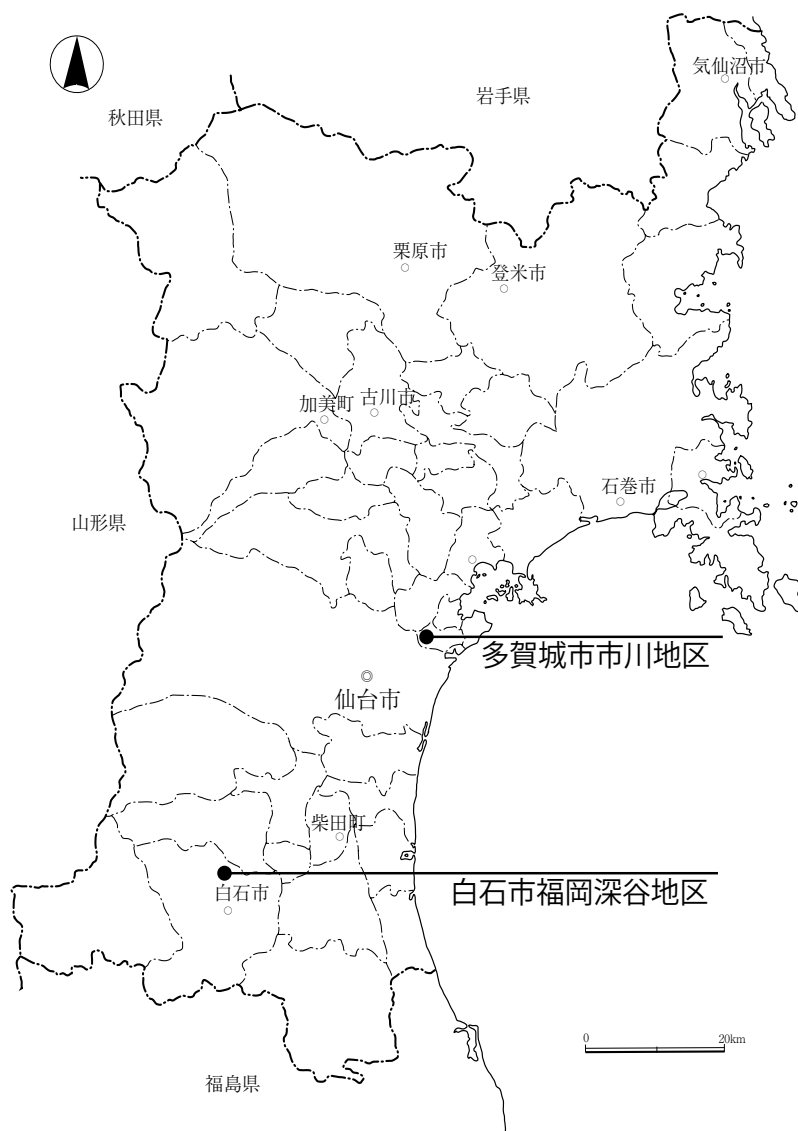 気仙沼市
岩手県
秋田県
栗原市
登米市
加美町
古川市
石巻市
山形県
多賀城市市川地区
仙台市
柴田町
白石市福岡深谷地区
白石市
0
20km
福島県